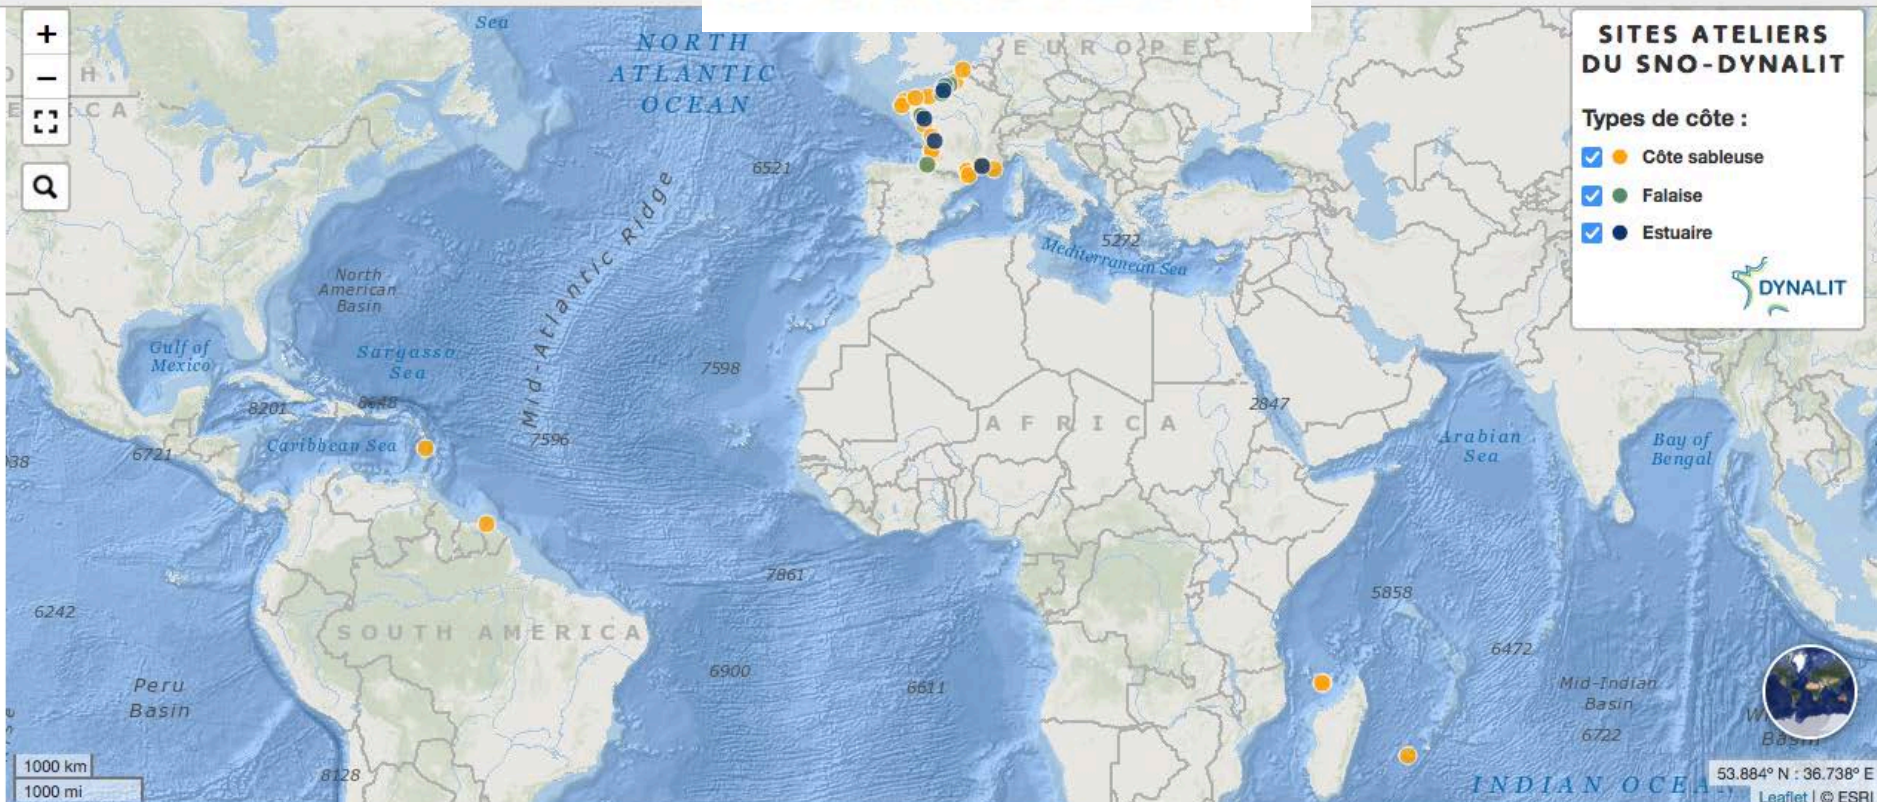 +
−
Sea
NORTH
ATLANTIC
OCEAN
EUROPE
SITES ATELIERS
DU SNO-DYNALIT
Types de côte :
Côte sableuse
Falaise
Estuaire
DYNALIT
6521
Mid-Atlantic Ridge
5272
Mediterranean Sea
North
American
Basin
Gulf of
Mexico
Sargasso
Sea
7598
8201
Caribbean Sea
6721
7596
AFRICA
2847
Arabian
Sea
Bay of
Bengal
7861
5858
6242
SOUTH AMERICA
6900
6611
6472
Peru
Basin
Mid-Indian
Basin
6722
Basin
8128
INDIAN
1000 km
1000 mi
53.884° N : 36.738° E
Leaflet | © ESRI